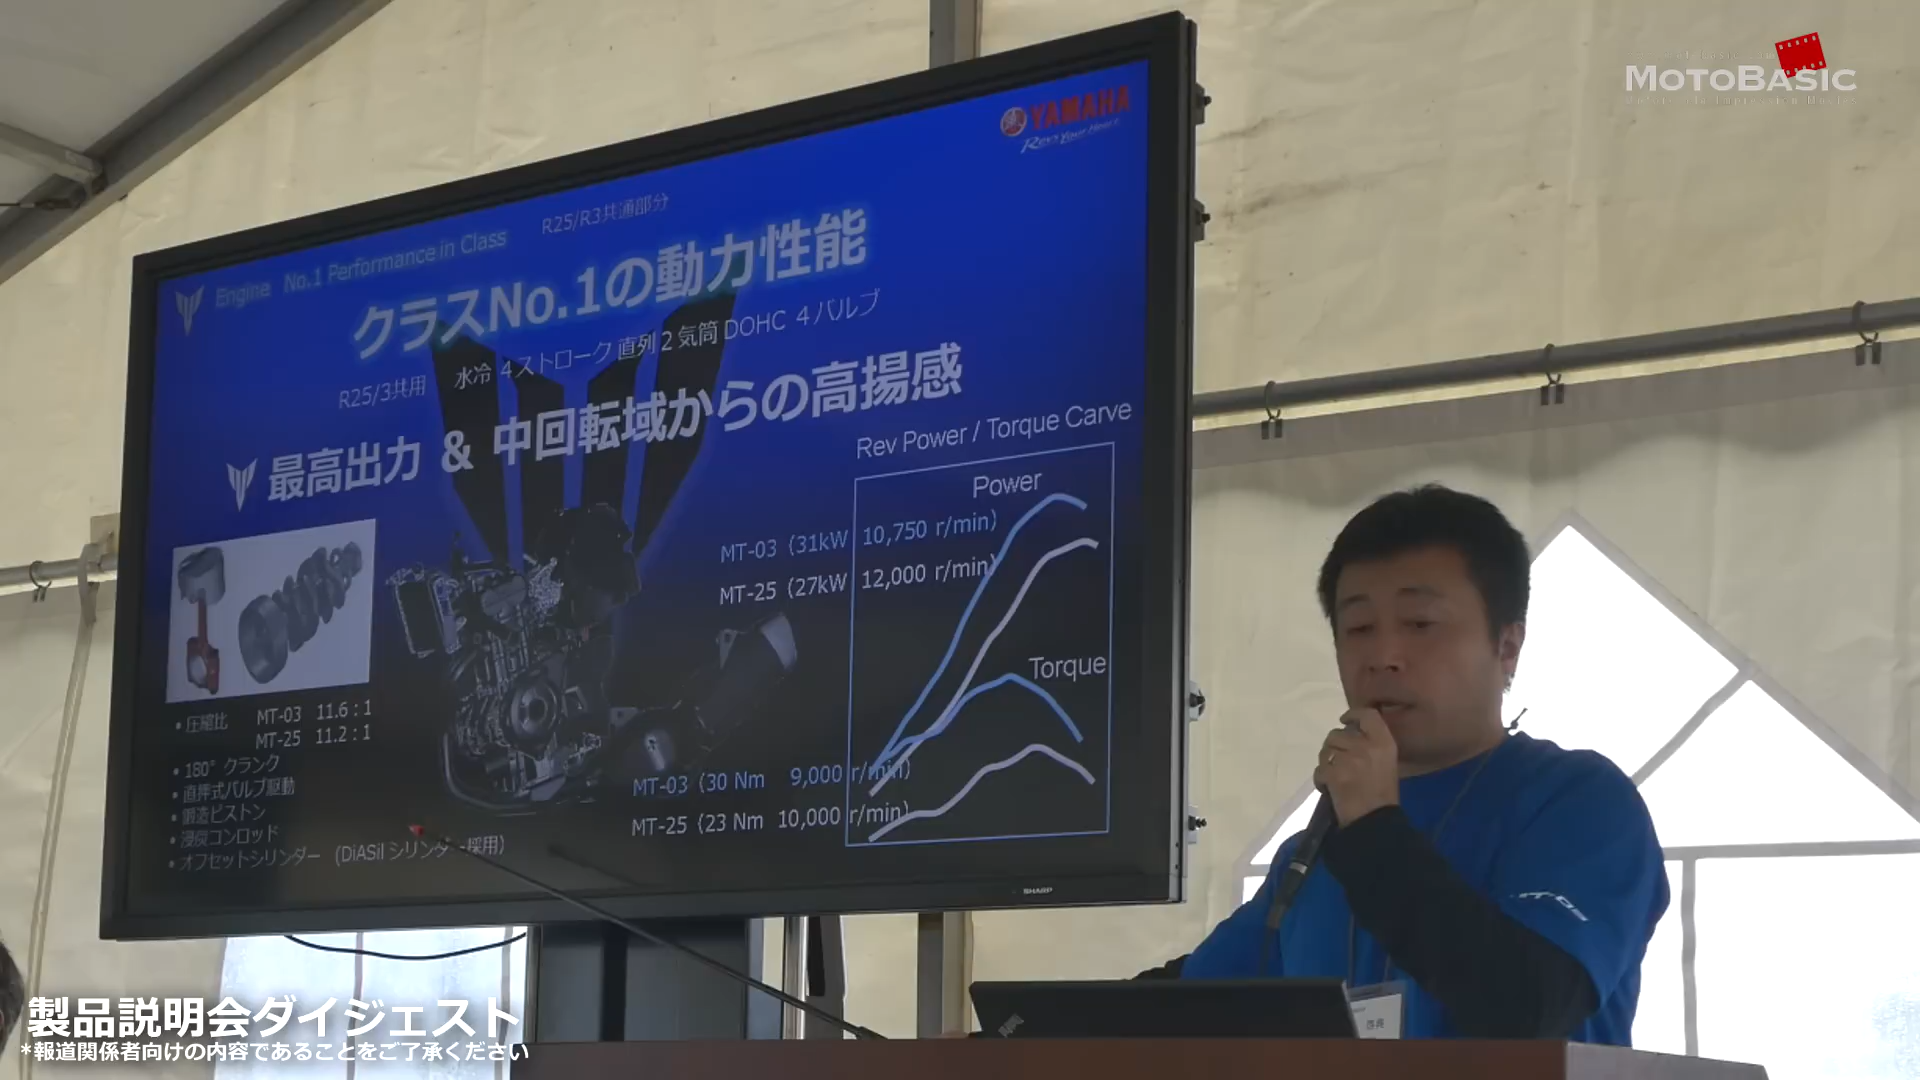 MOTOBASIC
YAMAHA
Revs Your Heart
Engine No.1 Performance in Class
R25/R3共通部分
クラスNo.1の動力性能
R25/3共用 水冷 4ストローク 直列 2 気筒 DOHC 4 バルブ
最高出力 & 中回転域からの高揚感
Rev Power / Torque Carve
Power
MT-03 (31kW 10,750 r/min)
MT-25 (27kW 12,000 r/min)
Torque
MT-03 (30 Nm 9,000 r/min)
MT-25 (23 Nm 10,000 r/min)
・圧縮比 MT-03 11.6 : 1
MT-25 11.2 : 1
・180° クランク
・直押式バルブ駆動
・鍛造ピストン
・浸炭コンロッド
・オフセットシリンダー (DiASil シリンダー採用)
SHARP
製品説明会ダイジェスト
*報道関係者向けの内容であることをご了承ください